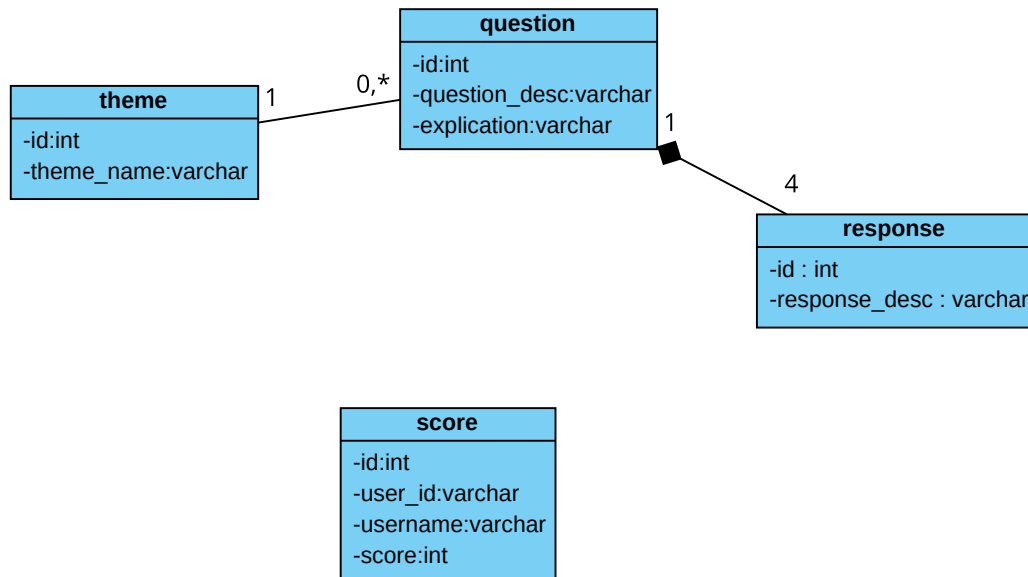 question
-id:int
-question_desc:varchar
-explication:varchar
theme
-id:int
-theme_name:varchar
1
0,*
1
4
response
-id : int
-response_desc : varchar
score
-id:int
-user_id:varchar
-username:varchar
-score:int